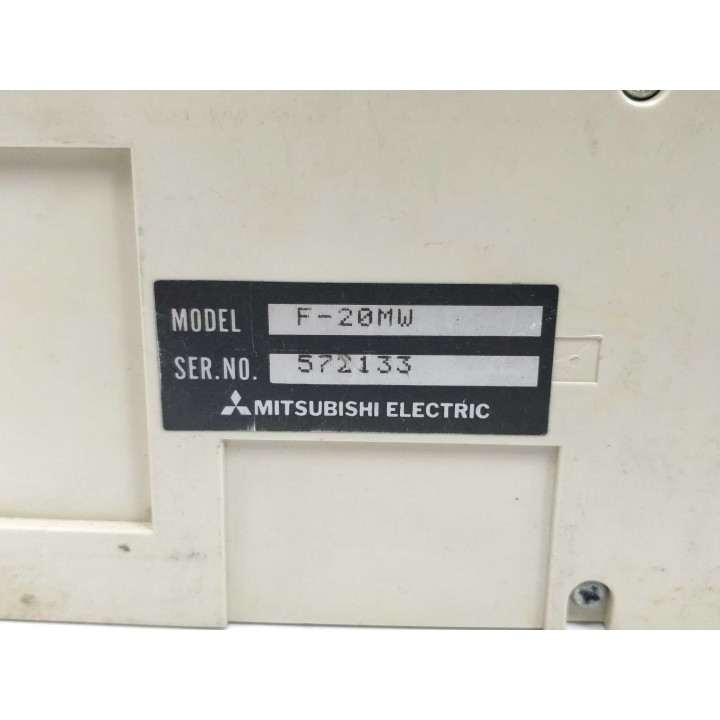 MODEL F-20MW
SER.NO. 572133
MITSUBISHI ELECTRIC